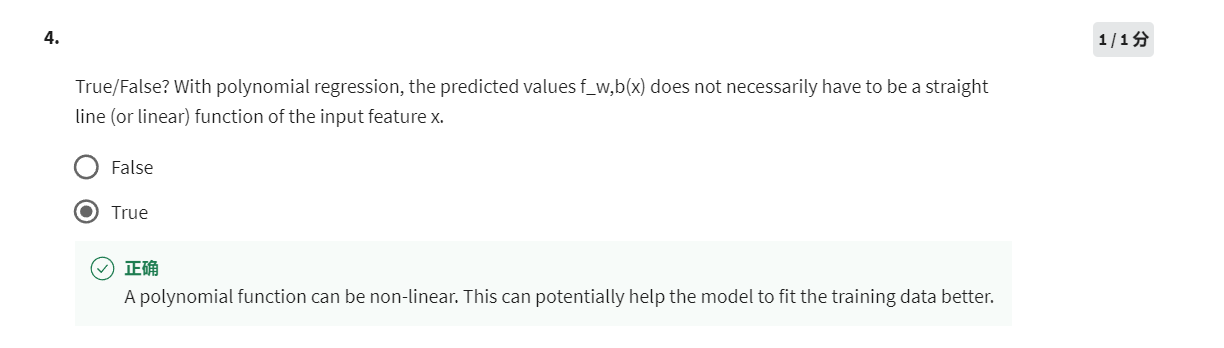 4.
1 / 1 分
True/False? With polynomial regression, the predicted values f_w,b(x) does not necessarily have to be a straight
line (or linear) function of the input feature x.
False
True
正确
A polynomial function can be non-linear. This can potentially help the model to fit the training data better.